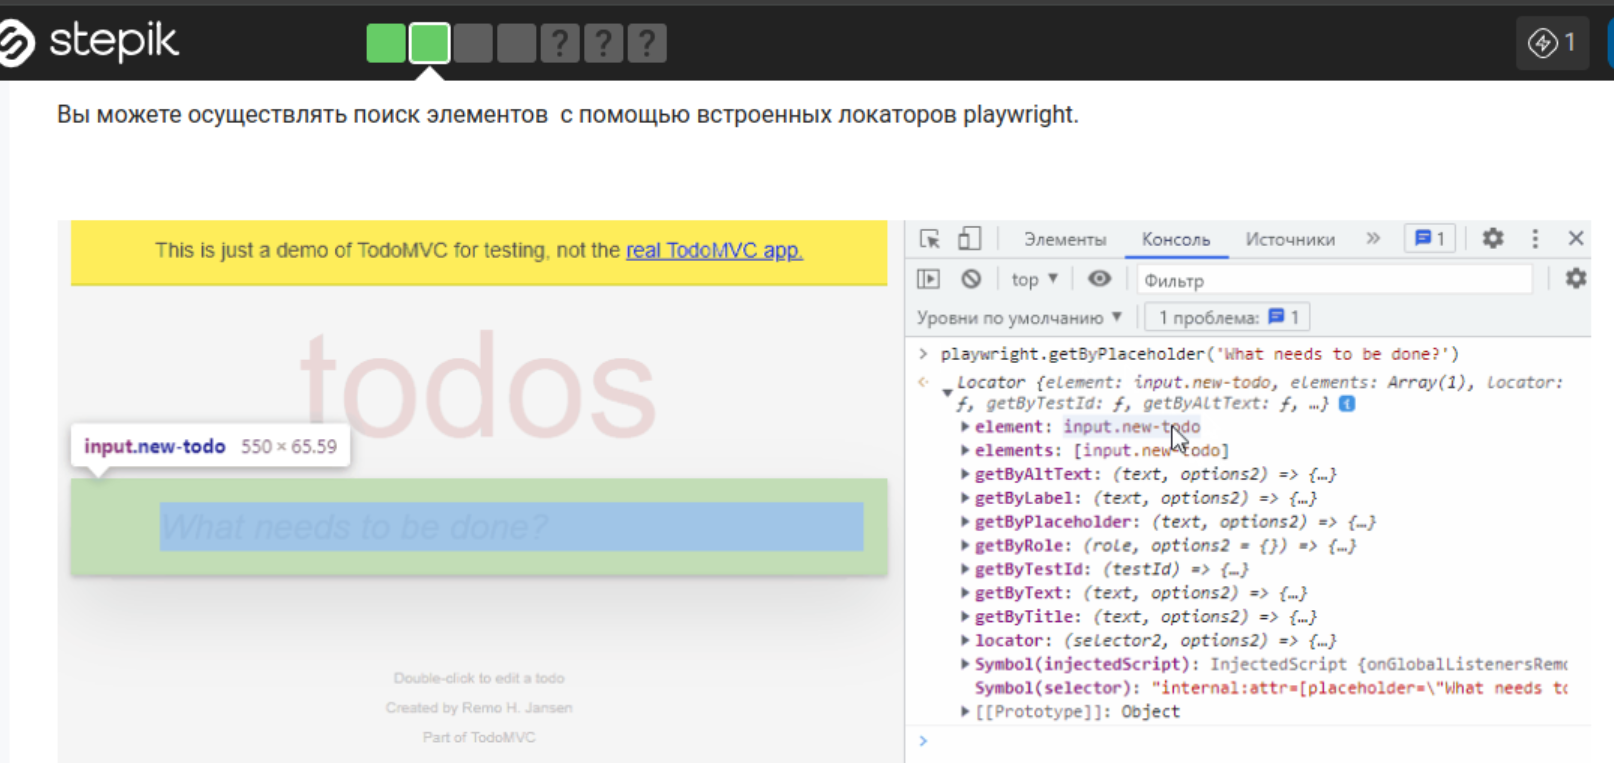 stepik
? ? ?
1
Вы можете осуществлять поиск элементов с помощью встроенных локаторов playwright.
This is just a demo of TodoMVC for testing, not the real TodoMVC app.
todos
input.new-todo 550 × 65.59
What needs to be done?
Double-click to edit a todo
Created by Remo H. Jansen
Part of TodoMVC
Элементы Консоль Источники » 1
top ▼ Фильтр
Уровни по умолчанию ▼ 1 проблема: 1
> playwright.getByPlaceholder('What needs to be done?')
Locator {element: input.new-todo, elements: Array(1), locator:
ƒ, getByTestId: ƒ, getByAltText: ƒ, …} i
element: input.new-todo
elements: [input.new-todo]
getByAltText: (text, options2) => {…}
getByLabel: (text, options2) => {…}
getByPlaceholder: (text, options2) => {…}
getByRole: (role, options2 = {}) => {…}
getByTestId: (testId) => {…}
getByText: (text, options2) => {…}
getByTitle: (text, options2) => {…}
locator: (selector2, options2) => {…}
Symbol(injectedScript): InjectedScript {onGlobalListenersRemo
Symbol(selector): "internal:attr=[placeholder=\"What needs to
[[Prototype]]: Object
>